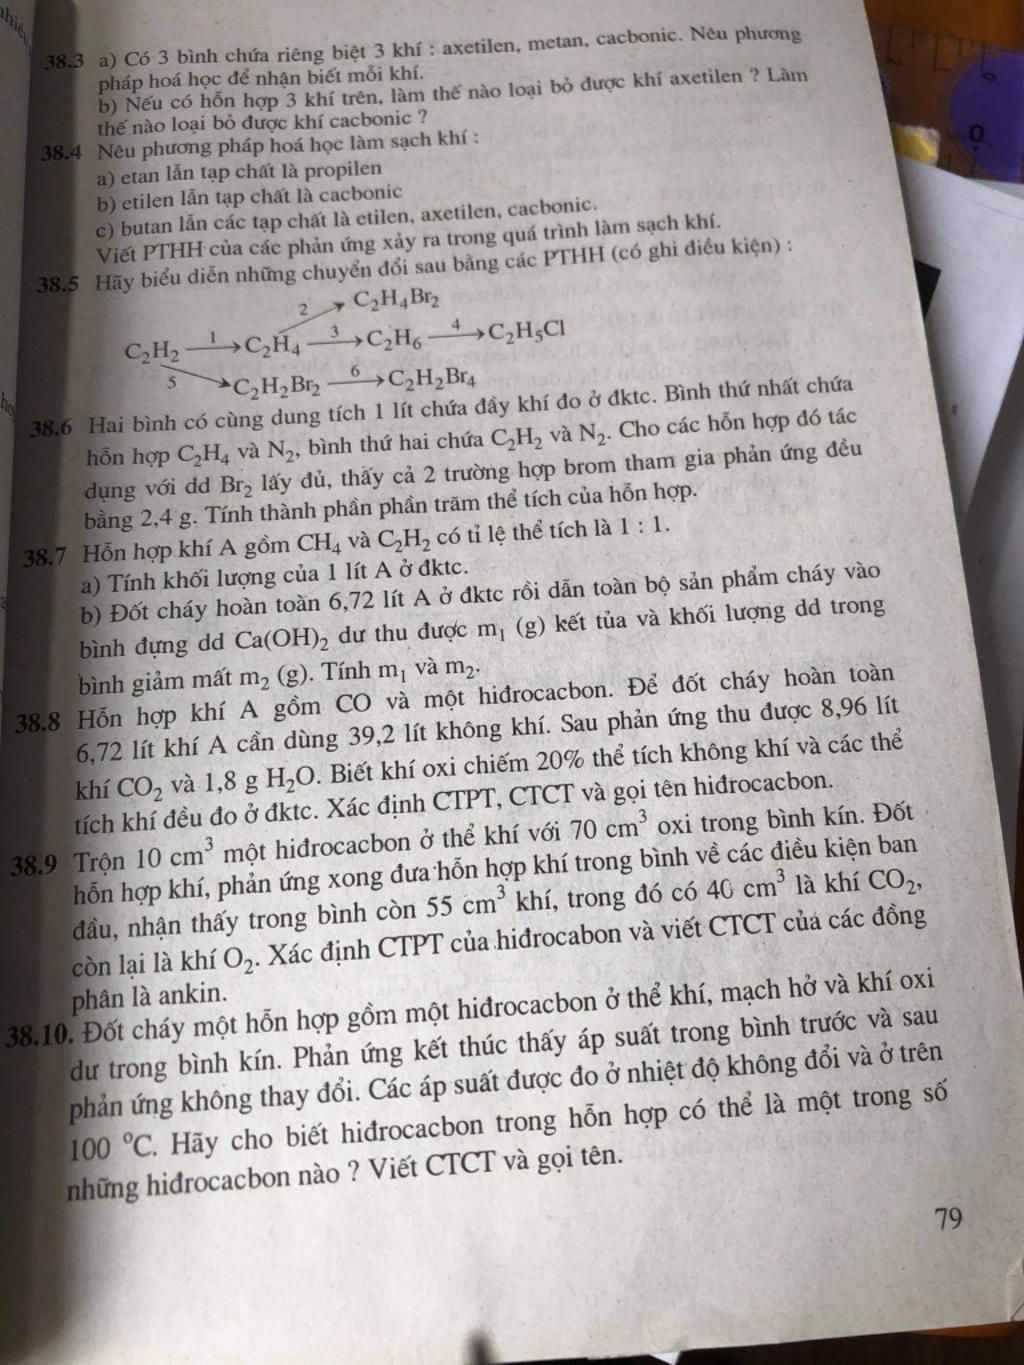 38.3 a) Có 3 bình chứa riêng biệt 3 khí : axetilen, metan, cacbonic. Nêu phương
pháp hoá học để nhận biết mỗi khí.
b) Nếu có hỗn hợp 3 khí trên, làm thế nào loại bỏ được khí axetilen ? Làm
thế nào loại bỏ được khí cacbonic ?
38.4 Nêu phương pháp hoá học làm sạch khí :
a) etan lẫn tạp chất là propilen
b) etilen lẫn tạp chất là cacbonic
c) butan lẫn các tạp chất là etilen, axetilen, cacbonic.
Viết PTHH của các phản ứng xảy ra trong quá trình làm sạch khí.
38.5 Hãy biểu diễn những chuyển đổi sau bằng các PTHH (có ghi điều kiện) :
2 → C₂H₄Br₂
C₂H₂ —1→ C₂H₄ —3→ C₂H₆ —4→ C₂H₅Cl
5 → C₂H₂Br₂ —6→ C₂H₂Br₄
38.6 Hai bình có cùng dung tích 1 lít chứa đầy khí đo ở đktc. Bình thứ nhất chứa
hỗn hợp C₂H₄ và N₂, bình thứ hai chứa C₂H₂ và N₂. Cho các hỗn hợp đó tác
dụng với dd Br₂ lấy đủ, thấy cả 2 trường hợp brom tham gia phản ứng đều
bằng 2,4 g. Tính thành phần phần trăm thể tích của hỗn hợp.
38.7 Hỗn hợp khí A gồm CH₄ và C₂H₂ có tỉ lệ thể tích là 1 : 1.
a) Tính khối lượng của 1 lít A ở đktc.
b) Đốt cháy hoàn toàn 6,72 lít A ở đktc rồi dẫn toàn bộ sản phẩm cháy vào
bình đựng dd Ca(OH)₂ dư thu được m₁ (g) kết tủa và khối lượng dd trong
bình giảm mất m₂ (g). Tính m₁ và m₂.
38.8 Hỗn hợp khí A gồm CO và một hiđrocacbon. Để đốt cháy hoàn toàn
6,72 lít khí A cần dùng 39,2 lít không khí. Sau phản ứng thu được 8,96 lít
khí CO₂ và 1,8 g H₂O. Biết khí oxi chiếm 20% thể tích không khí và các thể
tích khí đều đo ở đktc. Xác định CTPT, CTCT và gọi tên hiđrocacbon.
38.9 Trộn 10 cm³ một hiđrocacbon ở thể khí với 70 cm³ oxi trong bình kín. Đốt
hỗn hợp khí, phản ứng xong đưa hỗn hợp khí trong bình về các điều kiện ban
đầu, nhận thấy trong bình còn 55 cm³ khí, trong đó có 40 cm³ là khí CO₂,
còn lại là khí O₂. Xác định CTPT của hiđrocabon và viết CTCT của các đồng
phân là ankin.
38.10. Đốt cháy một hỗn hợp gồm một hiđrocacbon ở thể khí, mạch hở và khí oxi
dư trong bình kín. Phản ứng kết thúc thấy áp suất trong bình trước và sau
phản ứng không thay đổi. Các áp suất được đo ở nhiệt độ không đổi và ở trên
100 °C. Hãy cho biết hiđrocacbon trong hỗn hợp có thể là một trong số
những hiđrocacbon nào ? Viết CTCT và gọi tên.
79
0